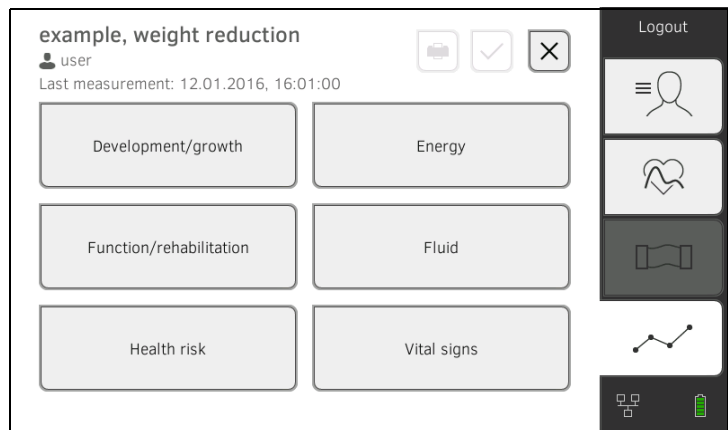 example, weight reduction
user
Last measurement: 12.01.2016, 16:01:00
Development/growth
Energy
Function/rehabilitation
Fluid
Health risk
Vital signs
Logout